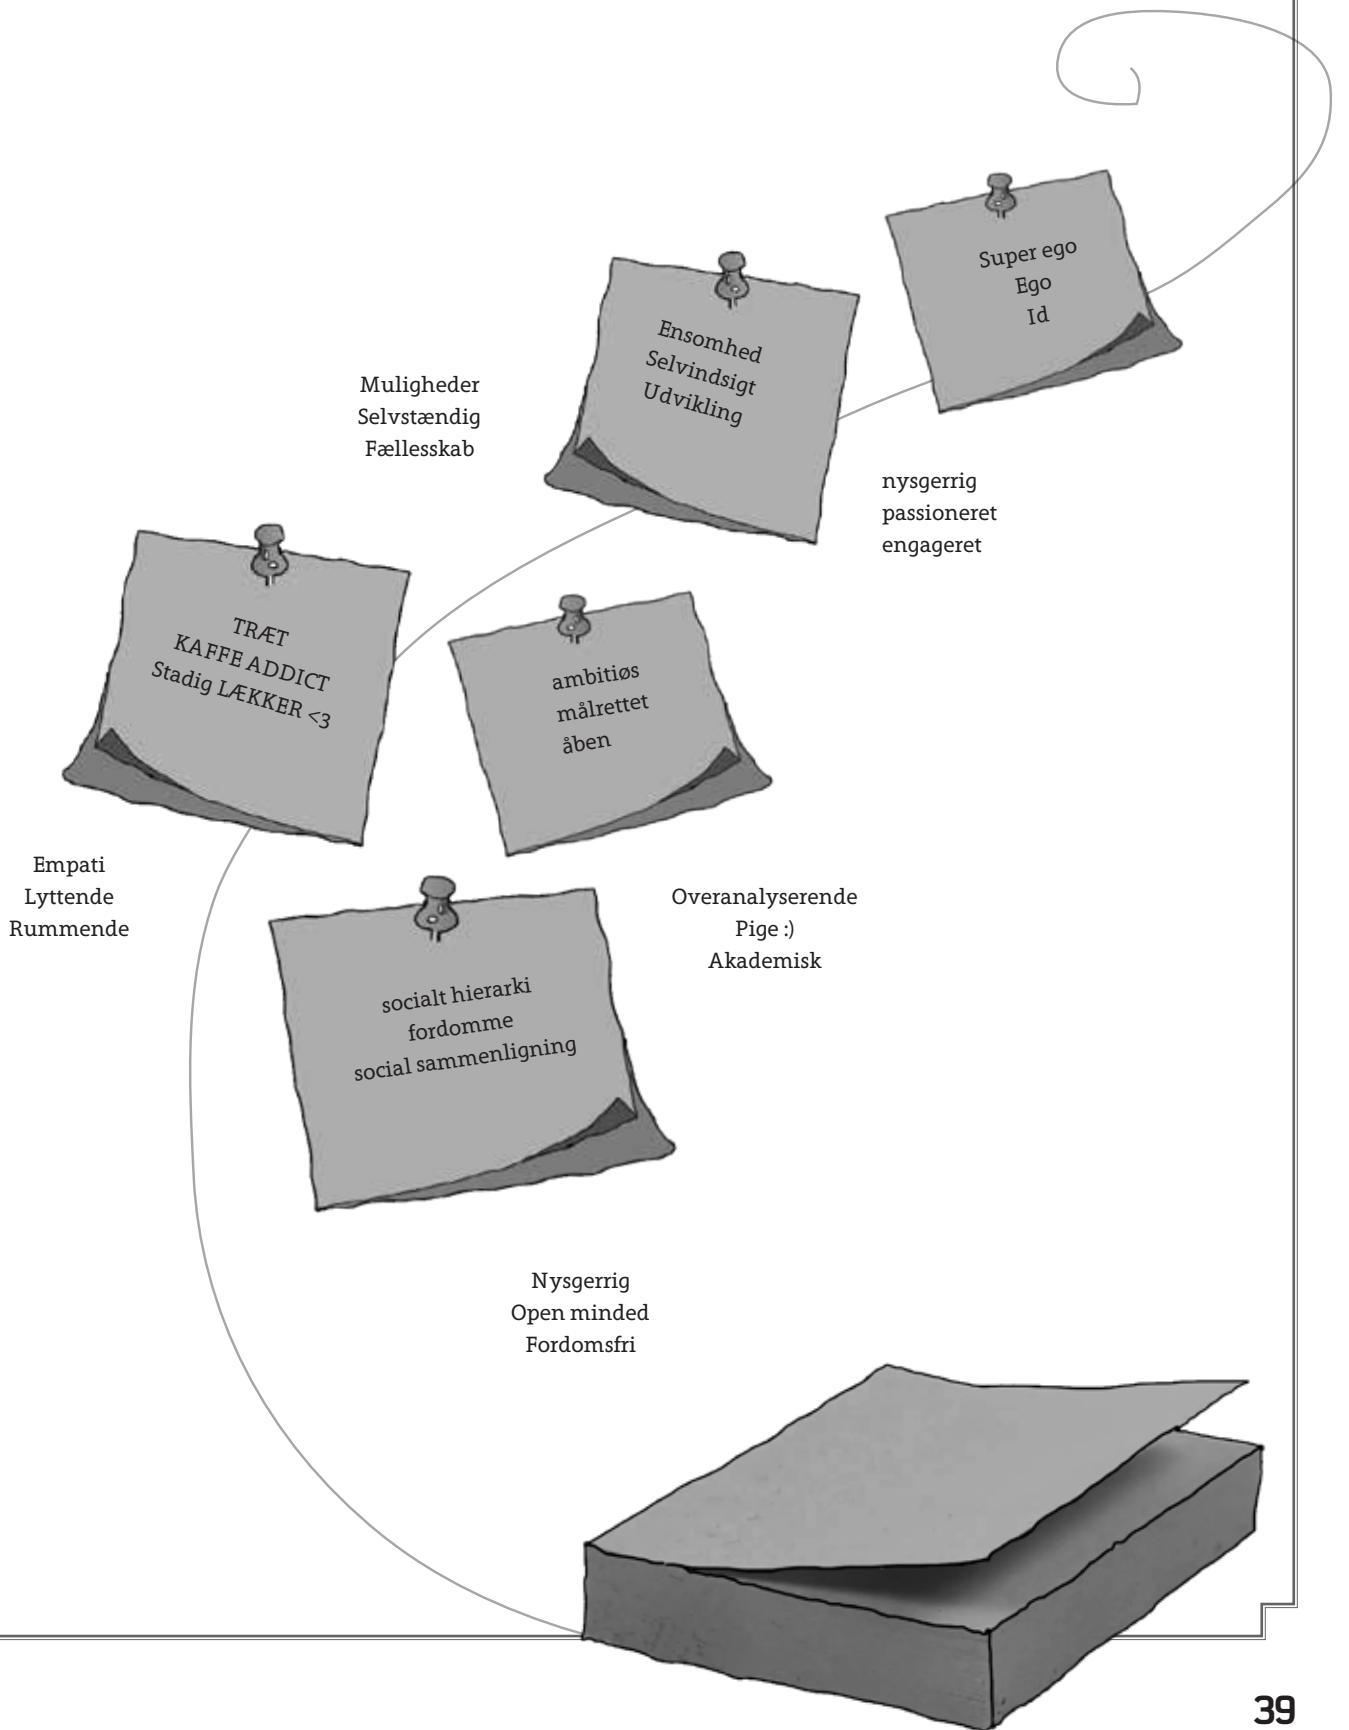 Super ego
Ego
Id
Ensomhed
Selvindsigt
Udvikling
Muligheder
Selvstændig
Fællesskab
nysgerrig
passioneret
engageret
TRÆT
KAFFE ADDICT
Stadig LÆKKER <3
ambitiøs
målrettet
åben
Empati
Lyttende
Rummende
Overanalyserende
Pige :)
Akademisk
socialt hierarki
fordomme
social sammenligning
Nysgerrig
Open minded
Fordomsfri
39